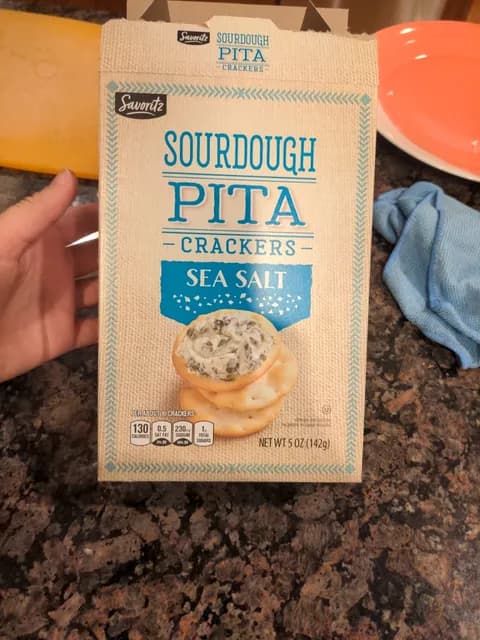 Savoritz
SOURDOUGH
PITA
CRACKERS
Savoritz
SOURDOUGH
PITA
CRACKERS
SEA SALT
130
CALORIES
0.5
SAT FAT
230
SODIUM
1
TOTAL
SUGARS
NET WT 5 OZ (142g)